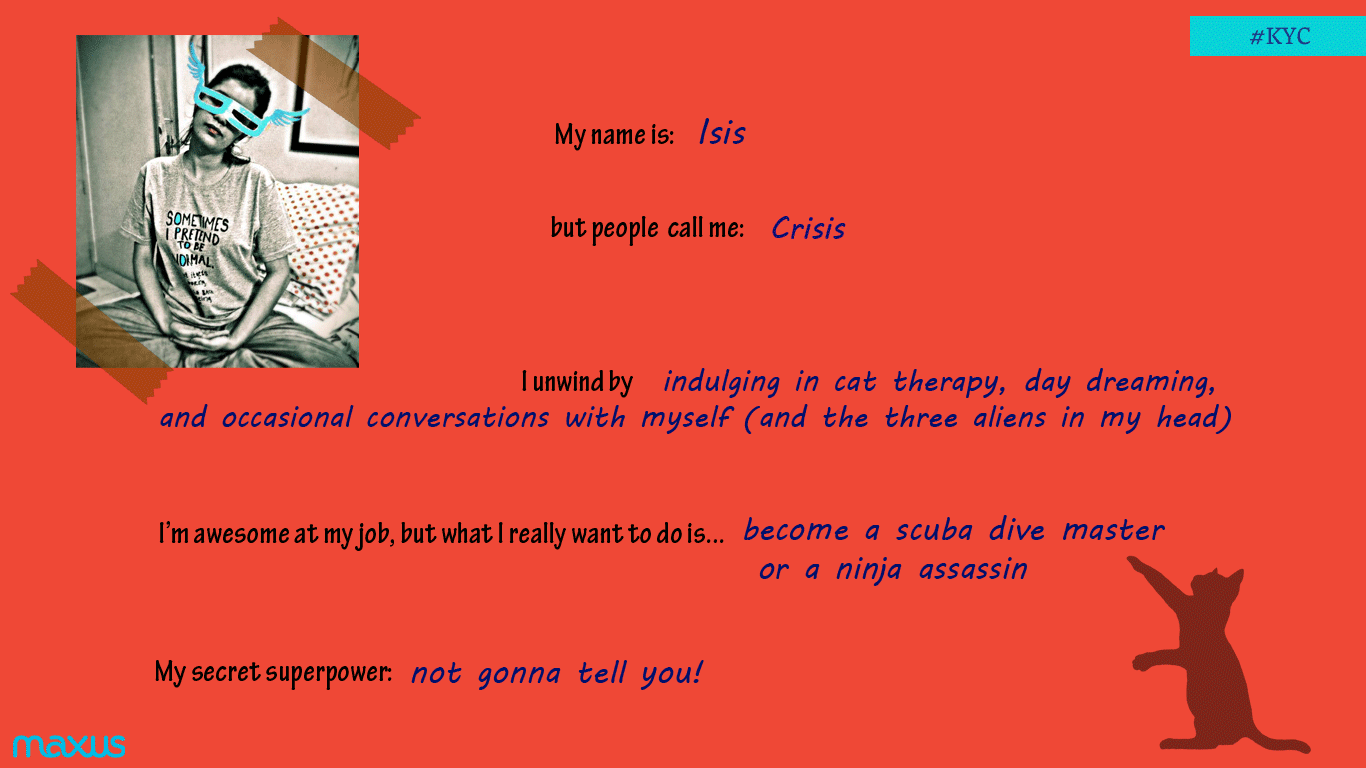 #KYC
SOMETIMES
I PRETEND
TO BE
NORMAL.
My name is: Isis
but people call me: Crisis
I unwind by indulging in cat therapy, day dreaming,
and occasional conversations with myself (and the three aliens in my head)
I'm awesome at my job, but what I really want to do is... become a scuba dive master
or a ninja assassin
My secret superpower: not gonna tell you!
maxus